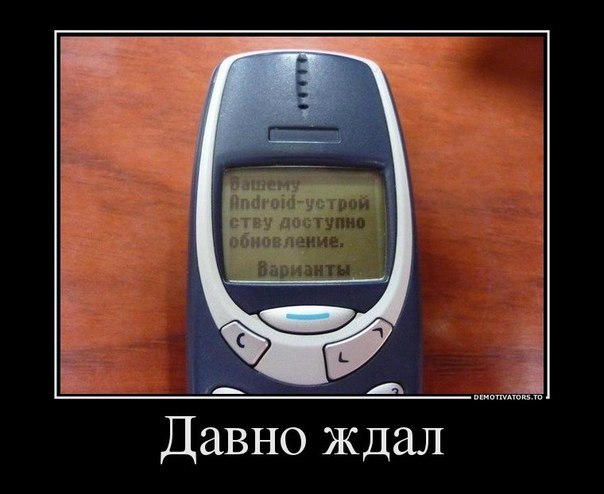 Вашему
Android-устрой
ству доступно
обновление.
Варианты
C
DEMOTIVATORS.TO
Давно ждал